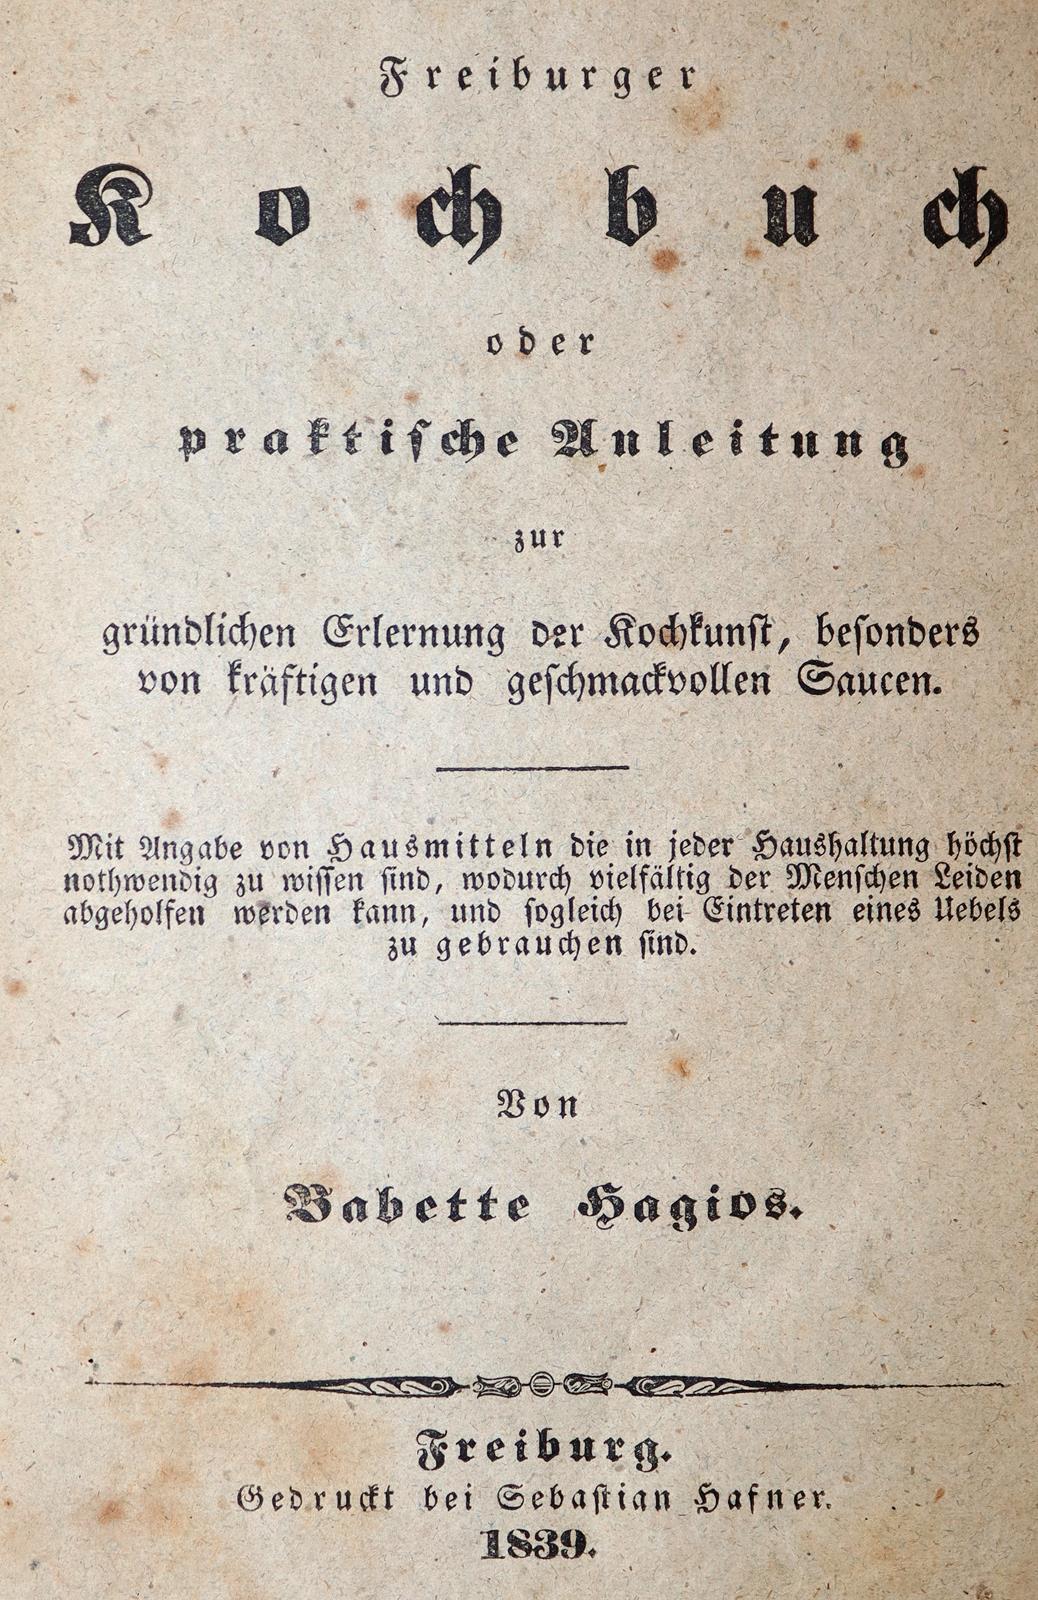 Freiburger
Kochbuch
oder
praktiſche Anleitung
zur
gründlichen Erlernung der Kochkunſt, beſonders
von kräftigen und geſchmackvollen Saucen.
Mit Angabe von Hausmitteln die in jeder Haushaltung höchſt
nothwendig zu wiſſen ſind, wodurch vielfältig der Menſchen Leiden
abgeholfen werden kann, und ſogleich bei Eintreten eines Uebels
zu gebrauchen ſind.
Von
Babette Hagios.
Freiburg.
Gedruckt bei Sebaſtian Hafner.
1839.